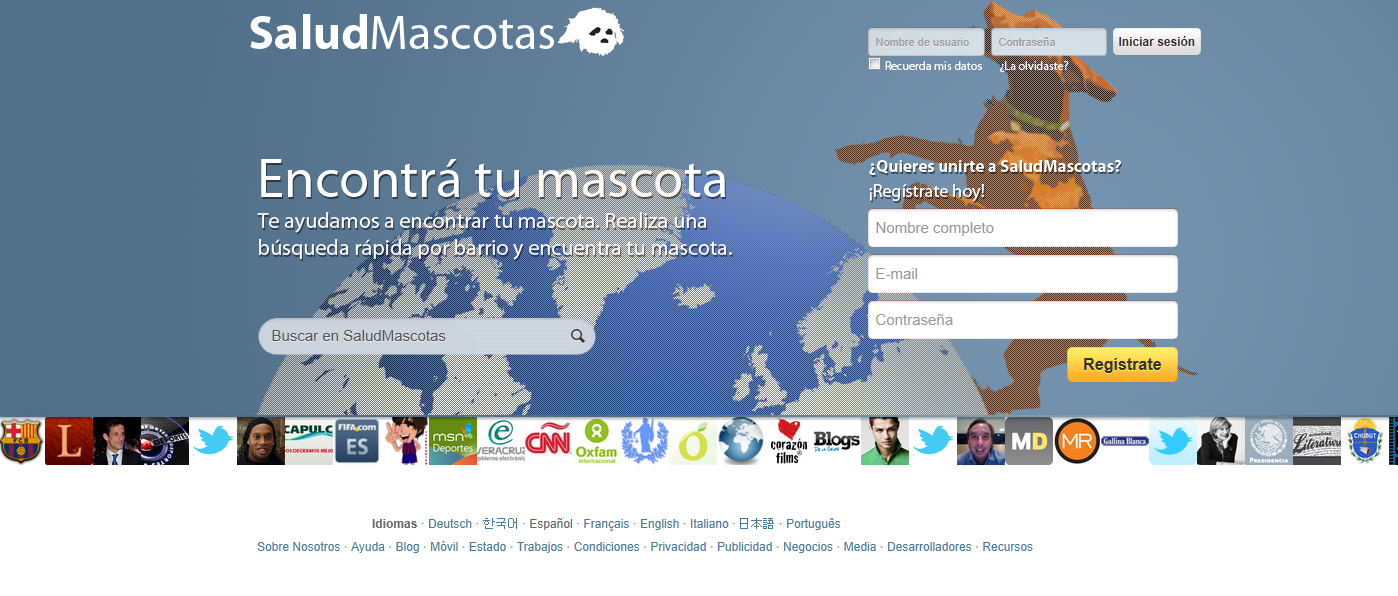 SaludMascotas
Nombre de usuario
Contraseña
Iniciar sesión
Recuerda mis datos
¿La olvidaste?
Encontrá tu mascota
Te ayudamos a encontrar tu mascota. Realiza una
búsqueda rápida por barrio y encuentra tu mascota.
Buscar en SaludMascotas
¿Quieres unirte a SaludMascotas?
¡Regístrate hoy!
Nombre completo
E-mail
Contraseña
Regístrate
FCB
L
CAPULC
FIFA.com
ES
msn
Deportes
CNN
Oxfam
Internacional
corazón
films
Blogs
MD
MR
Gallina Blanca
PRESIDENCIA
Literatura
CHUBUT
Idiomas · Deutsch · 한국어 · Español · Français · English · Italiano · 日本語 · Português
Sobre Nosotros · Ayuda · Blog · Móvil · Estado · Trabajos · Condiciones · Privacidad · Publicidad · Negocios · Media · Desarrolladores · Recursos